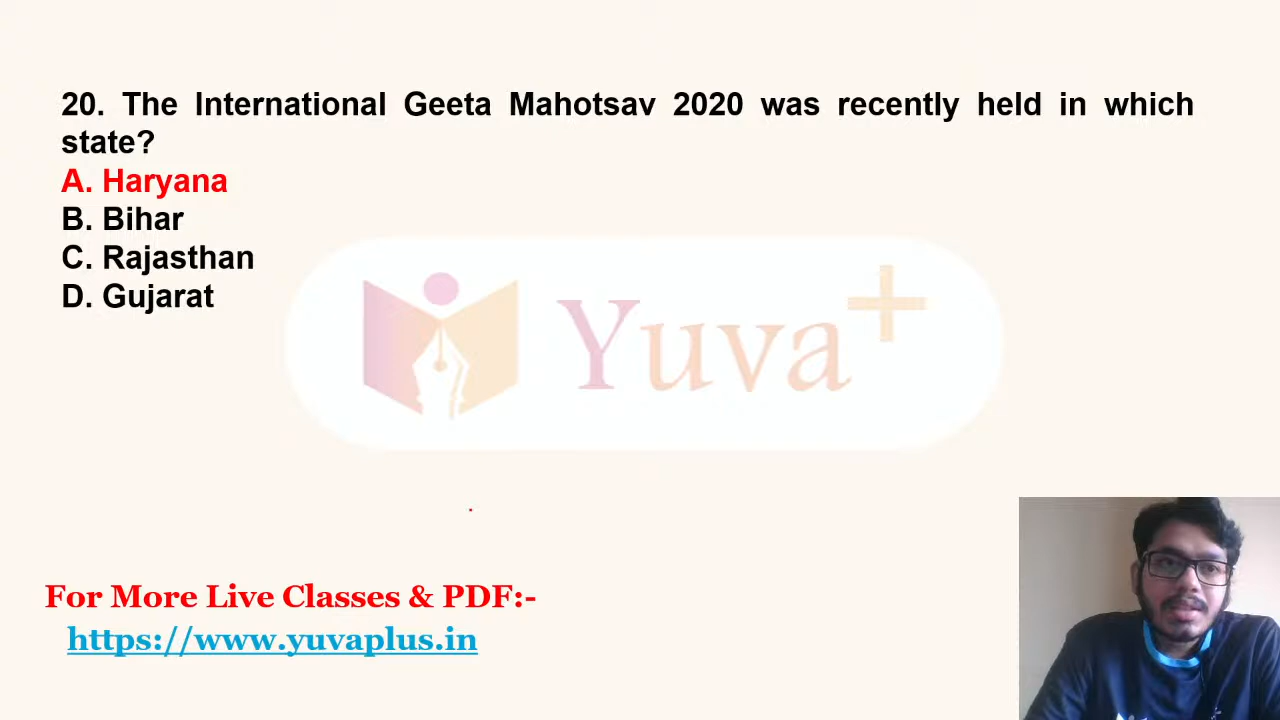 20. The International Geeta Mahotsav 2020 was recently held in which
state?
A. Haryana
B. Bihar
C. Rajasthan
D. Gujarat
Yuva+
For More Live Classes & PDF:-
https://www.yuvaplus.in